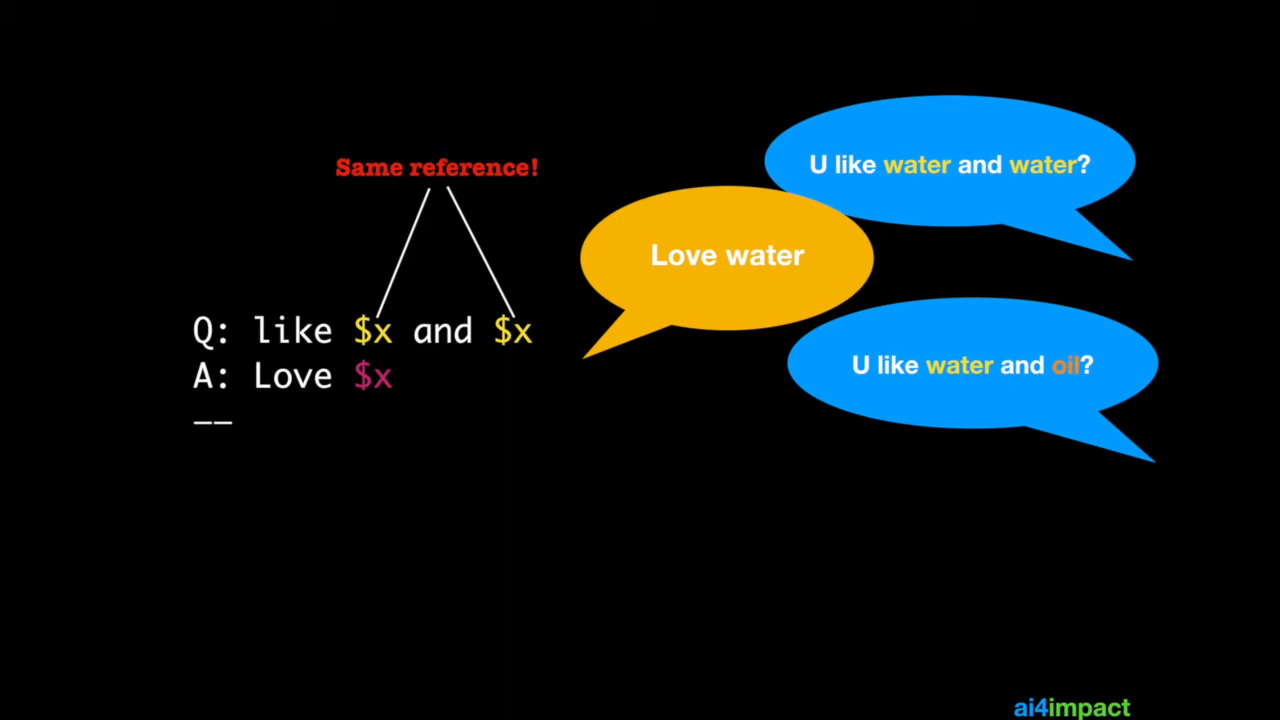 Same reference!
Q: like $x and $x
A: Love $x
––
U like water and water?
Love water
U like water and oil?
ai4impact